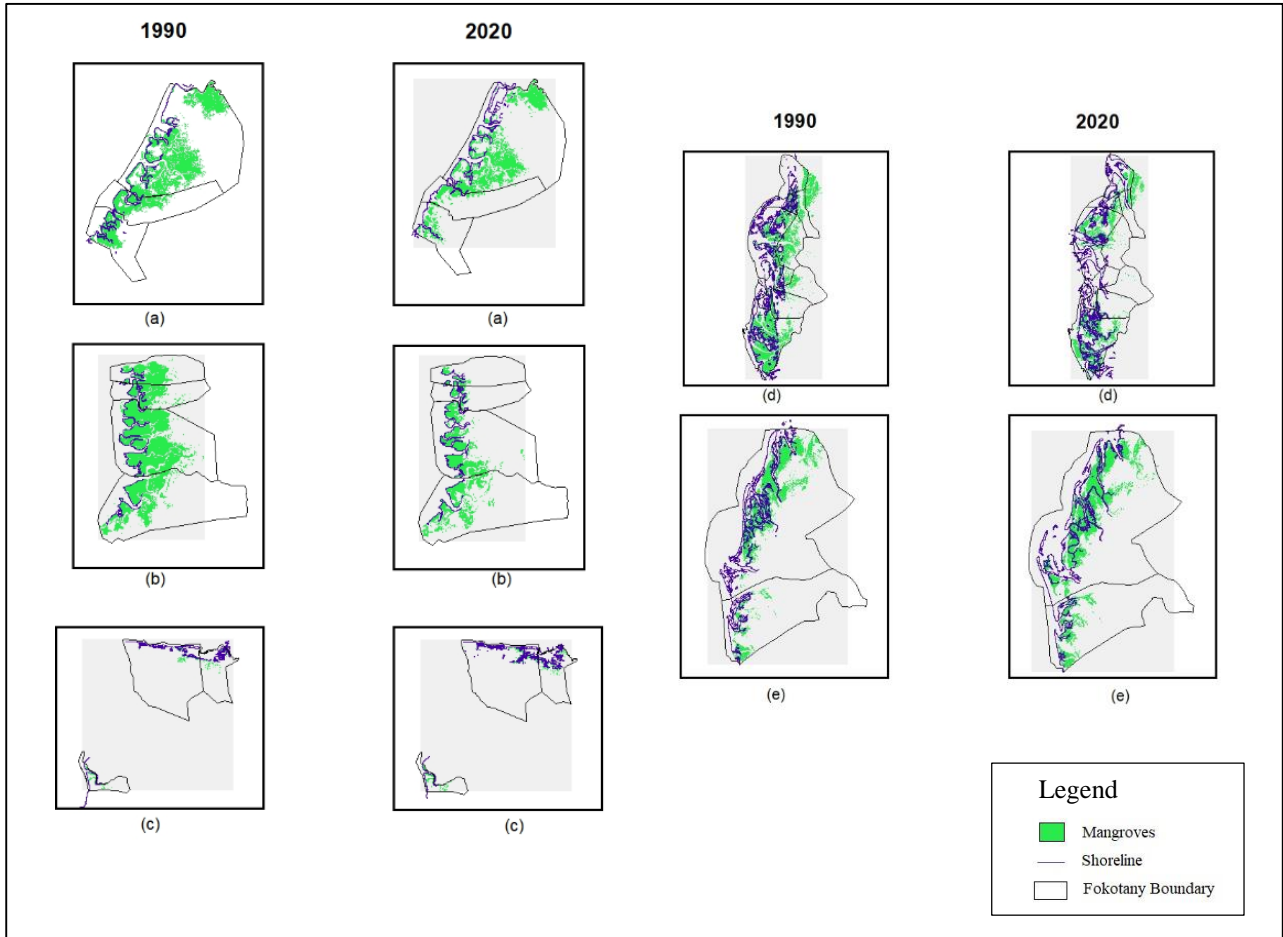 1990
2020
(a)
(a)
(b)
(b)
(c)
(c)
1990
2020
(d)
(d)
(e)
(e)
Legend
Mangroves
Shoreline
Fokotany Boundary